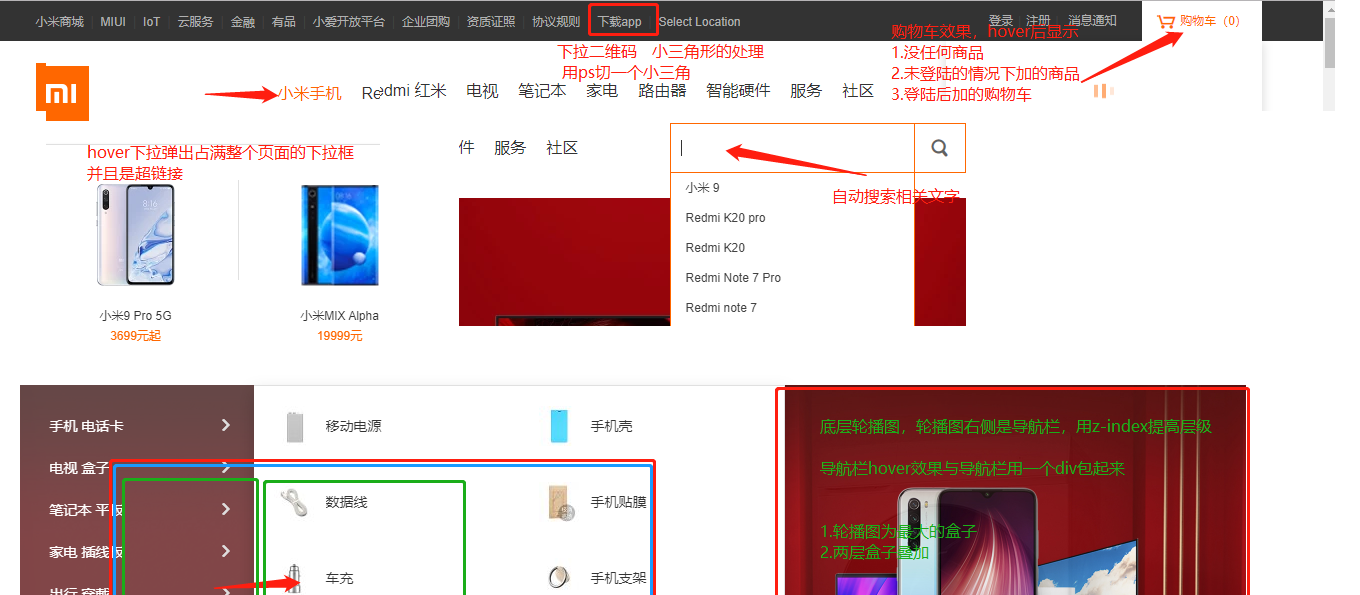 小米商城 MIUI IoT 云服务 金融 有品 小爱开放平台 企业团购 资质证照 协议规则 下载app Select Location 登录 注册 消息通知 购物车（0）
购物车效果，hover后显示
1.没任何商品
2.未登陆的情况下加的商品
3.登陆后加的购物车
下拉二维码 小三角形的处理
用ps切一个小三角
小米手机 Redmi 红米 电视 笔记本 家电 路由器 智能硬件 服务 社区
hover下拉弹出占满整个页面的下拉框
并且是超链接
件 服务 社区
自动搜索相关文字
小米 9
Redmi K20 pro
Redmi K20
Redmi Note 7 Pro
Redmi note 7
小米9 Pro 5G 小米MIX Alpha
3699元起 19999元
手机 电话卡 移动电源 手机壳
电视 盒子
笔记本 平板 数据线 手机贴膜
家电 插线板
车充 手机支架
底层轮播图，轮播图右侧是导航栏，用z-index提高层级
导航栏hover效果与导航栏用一个div包起来
1.轮播图为最大的盒子
2.两层盒子叠加